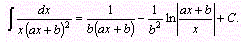 ∫ dx / x(ax + b)² = 1 / b(ax + b) − 1 / b² ln |ax + b / x| + C.